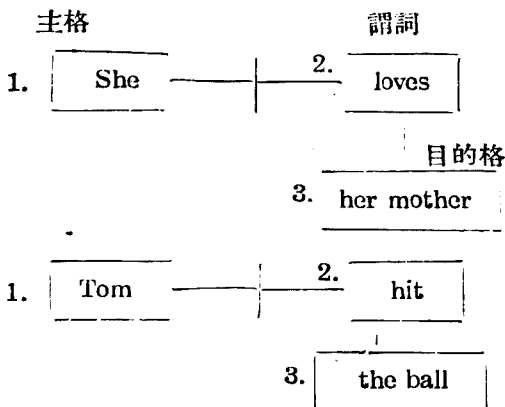 主格 謂詞
1. She 2. loves
目的格
3. her mother
1. Tom 2. hit
3. the ball